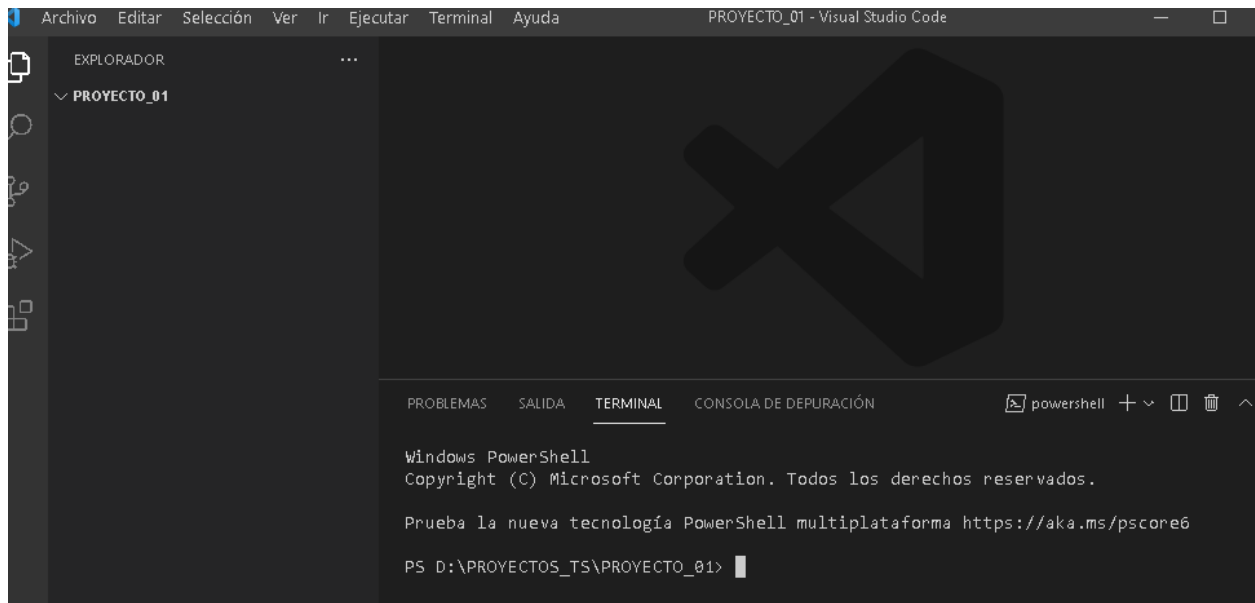 Archivo Editar Selección Ver Ir Ejecutar Terminal Ayuda PROYECTO_01 - Visual Studio Code
EXPLORADOR ...
PROYECTO_01
PROBLEMAS SALIDA TERMINAL CONSOLA DE DEPURACIÓN powershell
Windows PowerShell
Copyright (C) Microsoft Corporation. Todos los derechos reservados.
Prueba la nueva tecnología PowerShell multiplataforma https://aka.ms/pscore6
PS D:\PROYECTOS_TS\PROYECTO_01>